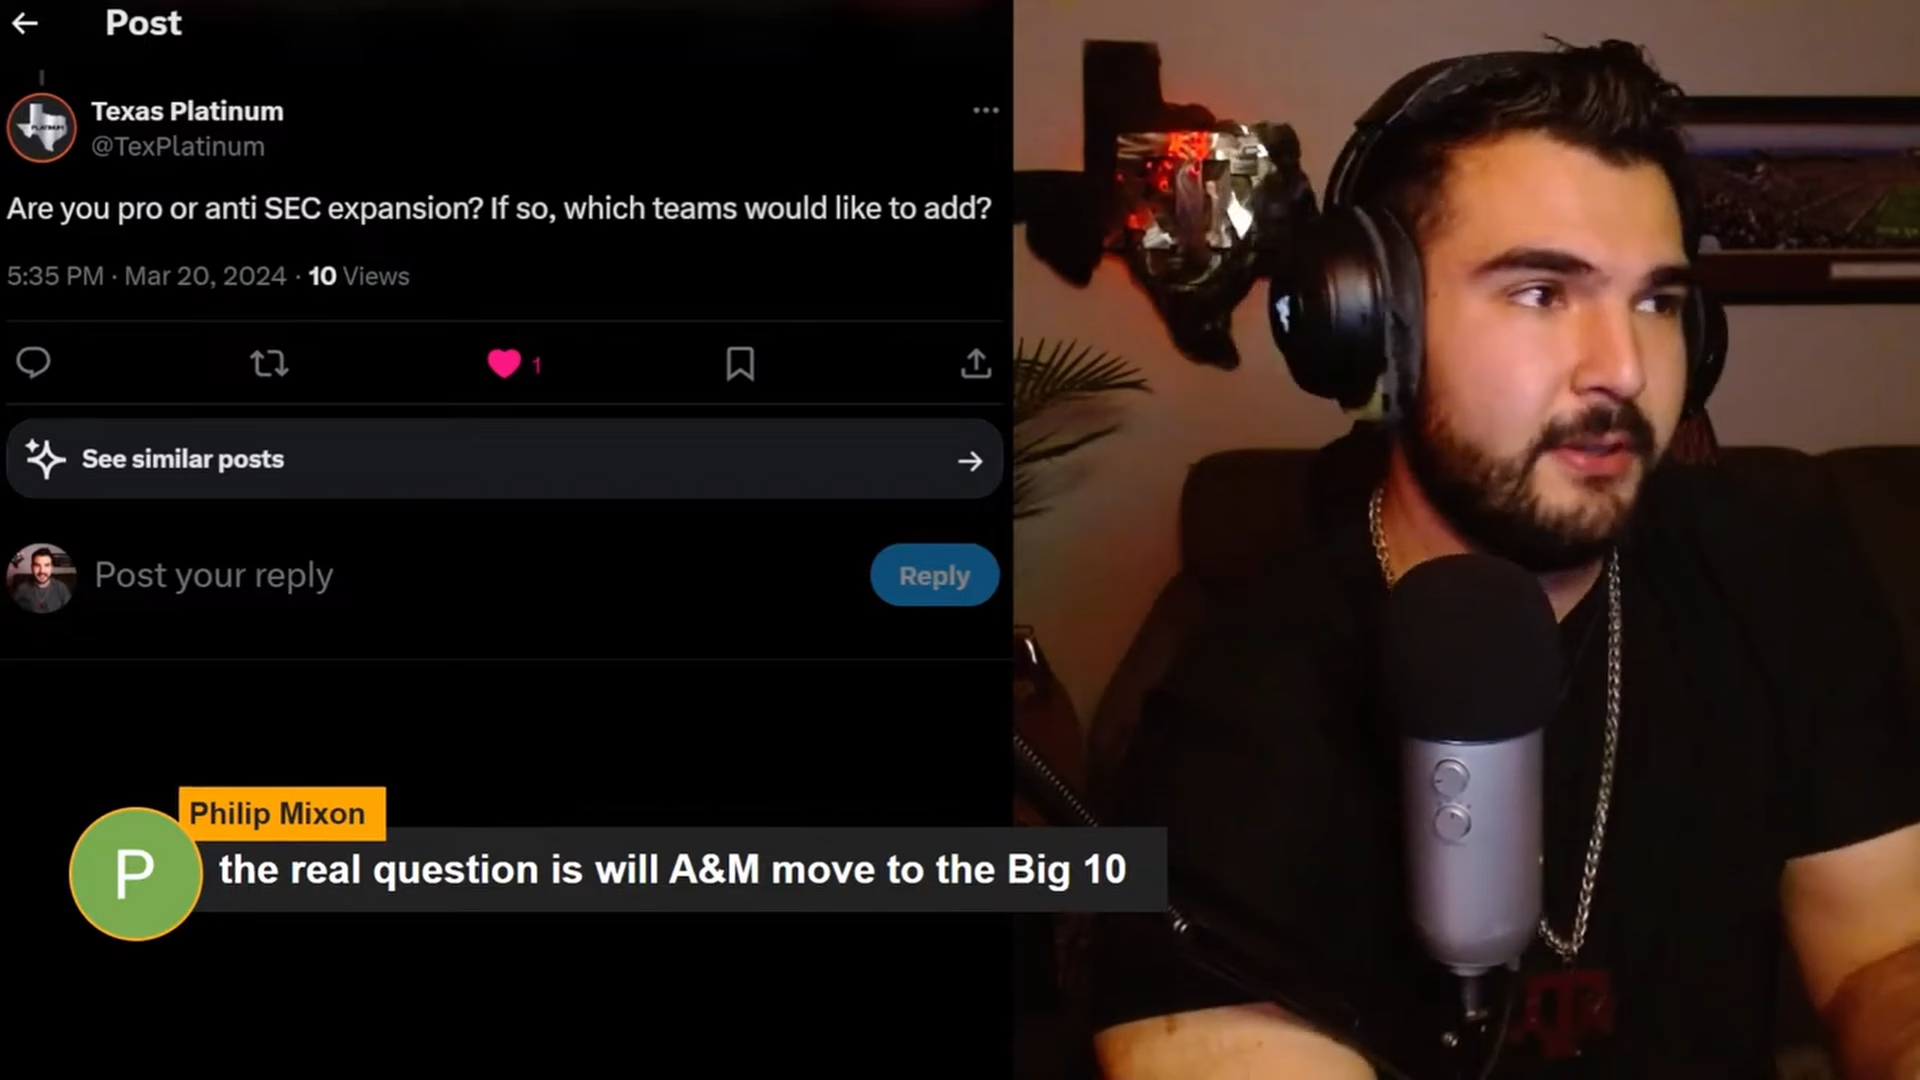 Post
Texas Platinum
@TexPlatinum
Are you pro or anti SEC expansion? If so, which teams would like to add?
5:35 PM · Mar 20, 2024 · 10 Views
1
See similar posts
Post your reply
Reply
Philip Mixon
P
the real question is will A&M move to the Big 10